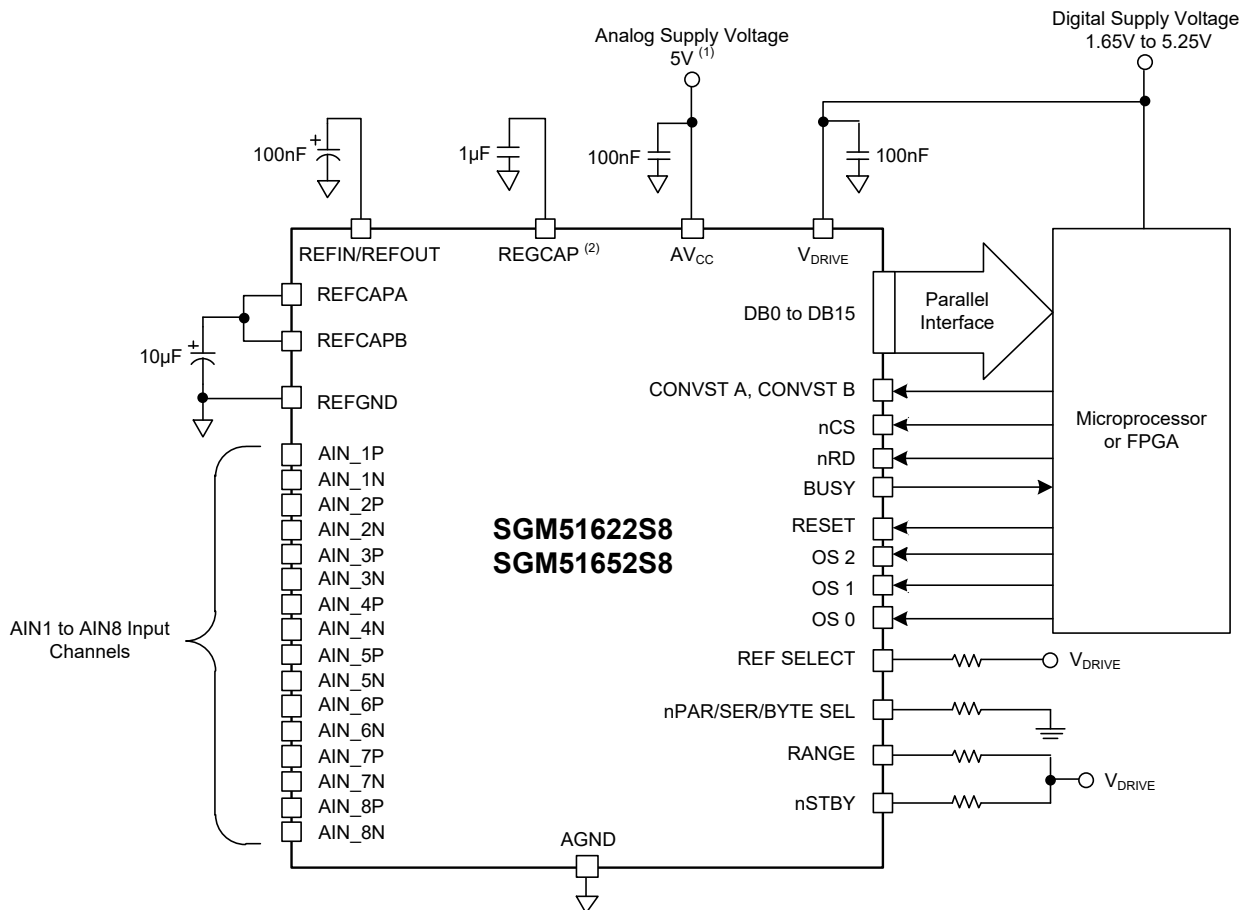 Analog Supply Voltage
5V (1)
Digital Supply Voltage
1.65V to 5.25V
100nF
+
1µF
100nF
100nF
REFIN/REFOUT
REGCAP (2)
AVCC
VDRIVE
REFCAPA
REFCAPB
REFGND
10µF
+
AIN_1P
AIN_1N
AIN_2P
AIN_2N
AIN_3P
AIN_3N
AIN_4P
AIN_4N
AIN_5P
AIN_5N
AIN_6P
AIN_6N
AIN_7P
AIN_7N
AIN_8P
AIN_8N
AIN1 to AIN8 Input
Channels
SGM51622S8
SGM51652S8
AGND
DB0 to DB15
Parallel
Interface
CONVST A, CONVST B
nCS
nRD
BUSY
RESET
OS 2
OS 1
OS 0
REF SELECT
VDRIVE
nPAR/SER/BYTE SEL
RANGE
nSTBY
VDRIVE
Microprocessor
or FPGA